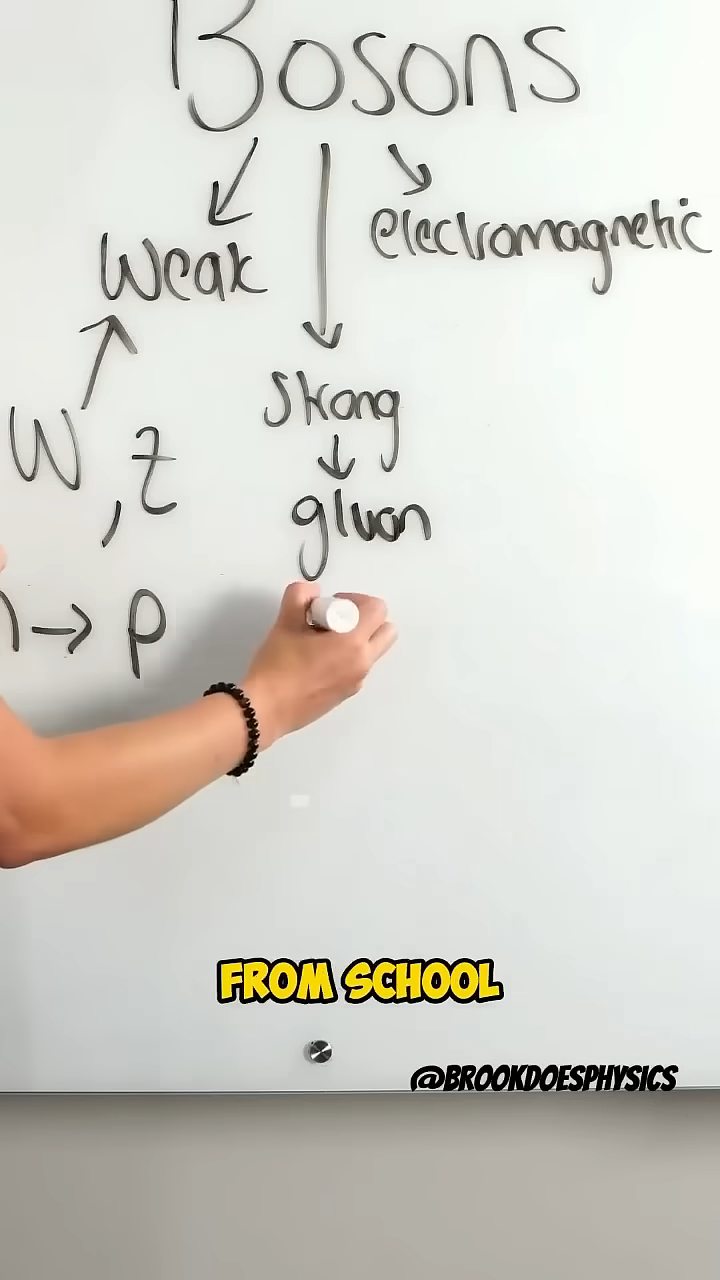 Bosons
Weak
electromagnetic
Strong
W, Z
gluon
→ p
FROM SCHOOL
@BROOKDOESPHYSICS